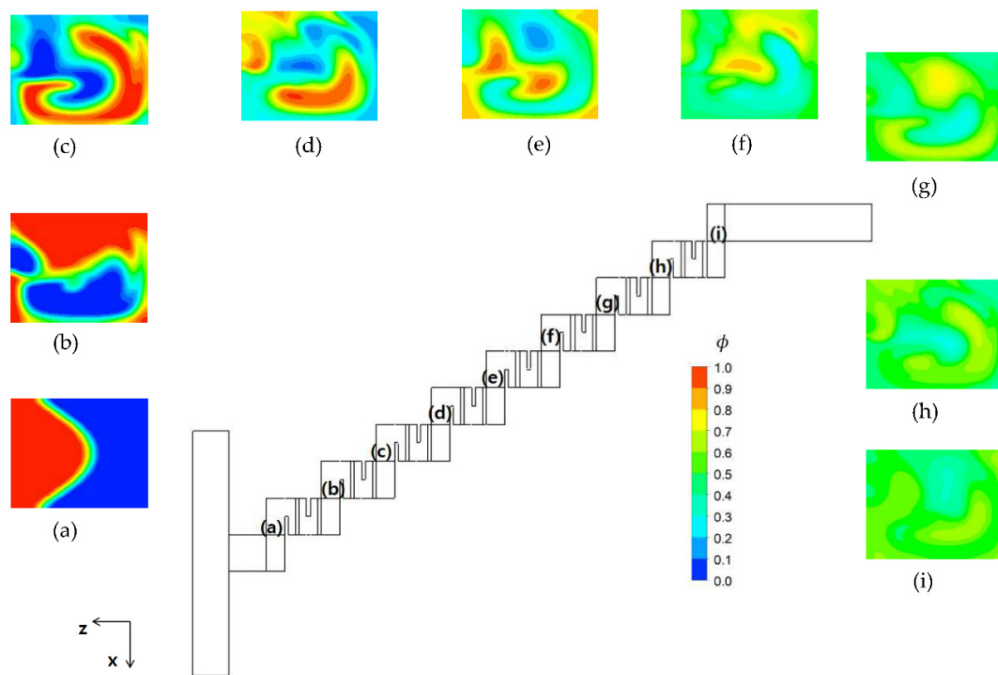 (c)
(d)
(e)
(f)
(g)
(b)
(h)
(a)
(i)
(i)
(h)
(g)
(f)
(e)
(d)
(c)
(b)
(a)
ϕ
1.0
0.9
0.8
0.7
0.6
0.5
0.4
0.3
0.2
0.1
0.0
z
x